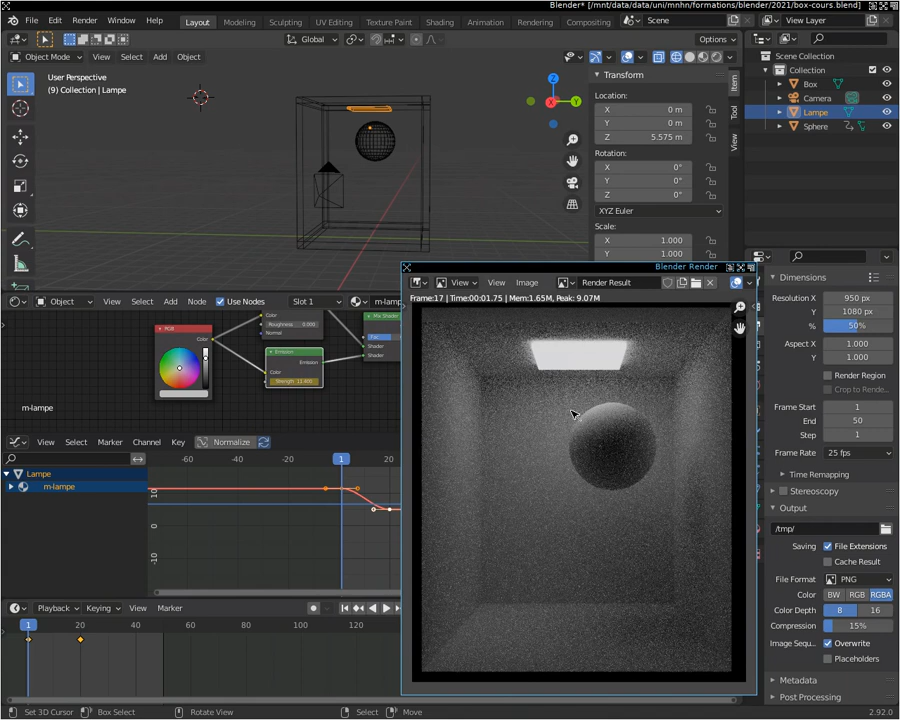 Blender* [/mnt/data/data/uni/mnhn/formations/blender/2021/box-cours.blend]
File Edit Render Window Help Layout Modeling Sculpting UV Editing Texture Paint Shading Animation Rendering Compositing Scene View Layer
Global Options
Object Mode View Select Add Object
User Perspective
(9) Collection | Lampe
Z
Y
X
Transform
Location:
X 0 m
Y 0 m
Z 5.575 m
Rotation:
X 0°
Y 0°
Z 0°
XYZ Euler
Scale:
X 1.000
Y 1.000
Item
Tool
View
Scene Collection
Collection
Box
Camera
Lampe
Sphere
Object Use Nodes Slot 1 m-lamp
RGB
Color
Color
Roughness 0.000
Normal
Emission
Emission
Color
Strength
Mix Shader
Fac
Shader
Shader
m-lampe
View Select Marker Channel Key Normalize
-60 -20 1 20
Lampe
m-lampe
10
0
-10
Playback Keying View Marker
1 20 40 60 80 100 120
Blender Render
View View Image Render Result
Frame:17 | Time:00:01.75 | Mem:1.65M, Peak: 9.07M
Dimensions
Resolution X 950 px
Y 1080 px
% 50%
Aspect X 1.000
Y 1.000
Render Region
Crop to Rende..
Frame Start 1
End 50
Step 1
Frame Rate 25 fps
Time Remapping
Stereoscopy
Output
/tmp/
Saving File Extensions
Cache Result
File Format PNG
Color BW RGB RGBA
Color Depth 8 16
Compression 15%
Image Sequ.. Overwrite
Placeholders
Metadata
Post Processing
Set 3D Cursor Box Select Rotate View Select Move 2.92.0